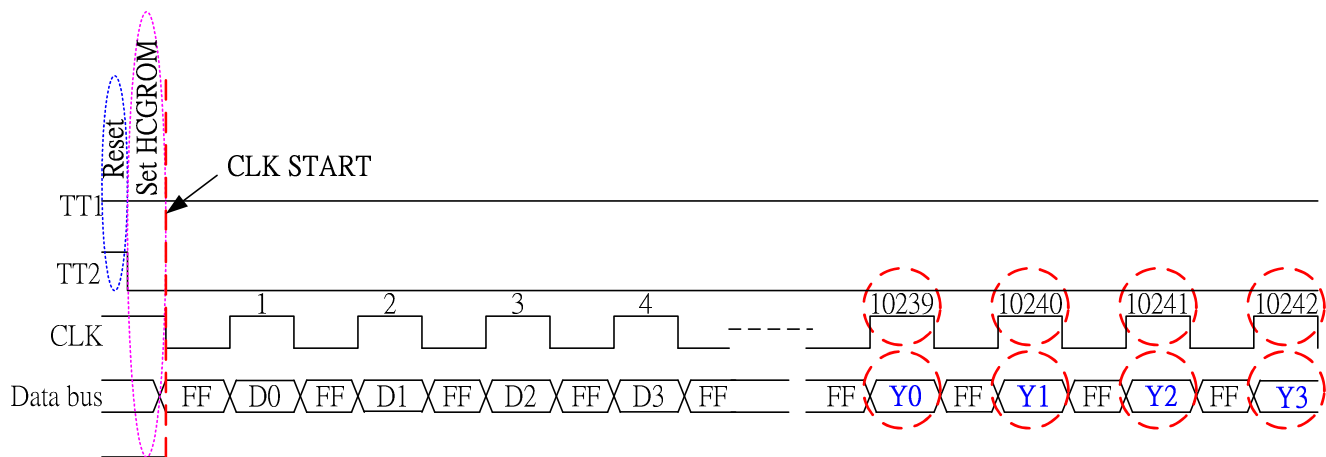 Reset
Set HCGROM
CLK START
TT1
TT2
1 2 3 4 10239 10240 10241 10242
CLK
Data bus FF D0 FF D1 FF D2 FF D3 FF FF Y0 FF Y1 FF Y2 FF Y3